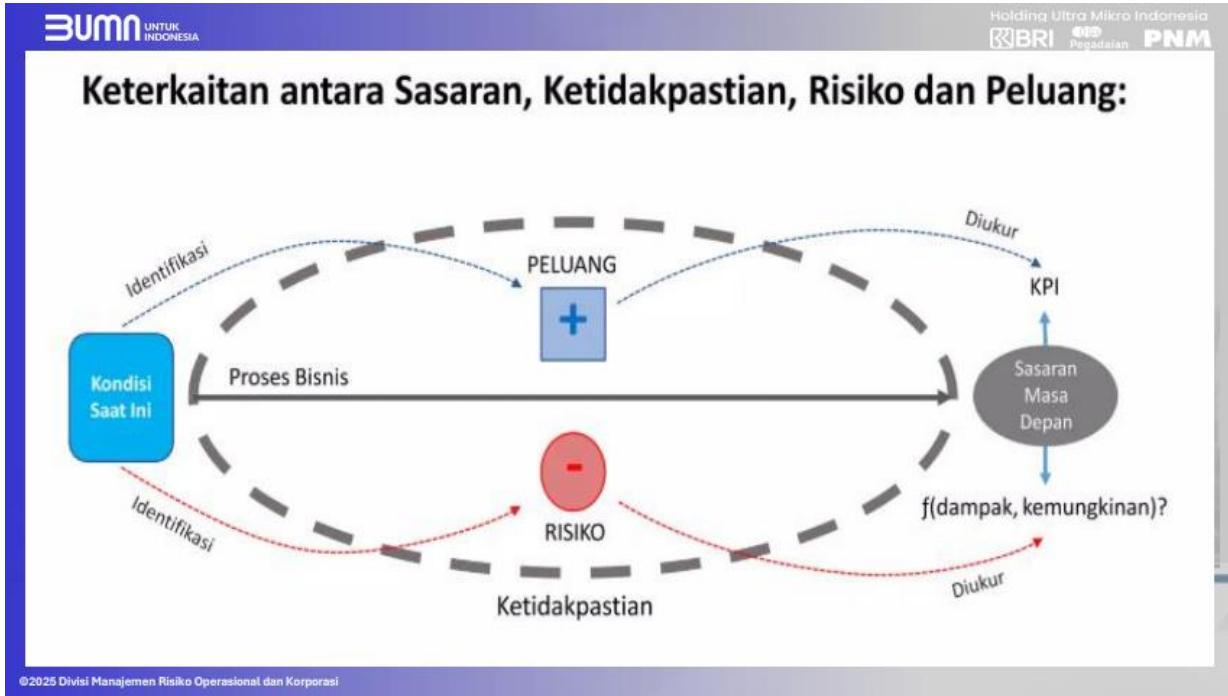 BUMN UNTUK
INDONESIA
Holding Ultra Mikro Indonesia
BRI Pegadaian PNM
Keterkaitan antara Sasaran, Ketidakpastian, Risiko dan Peluang:
Identifikasi
PELUANG
+
Diukur
KPI
Kondisi
Saat Ini
Proses Bisnis
Sasaran
Masa
Depan
-
RISIKO
Identifikasi
ƒ(dampak, kemungkinan)?
Diukur
Ketidakpastian
©2025 Divisi Manajemen Risiko Operasional dan Korporasi